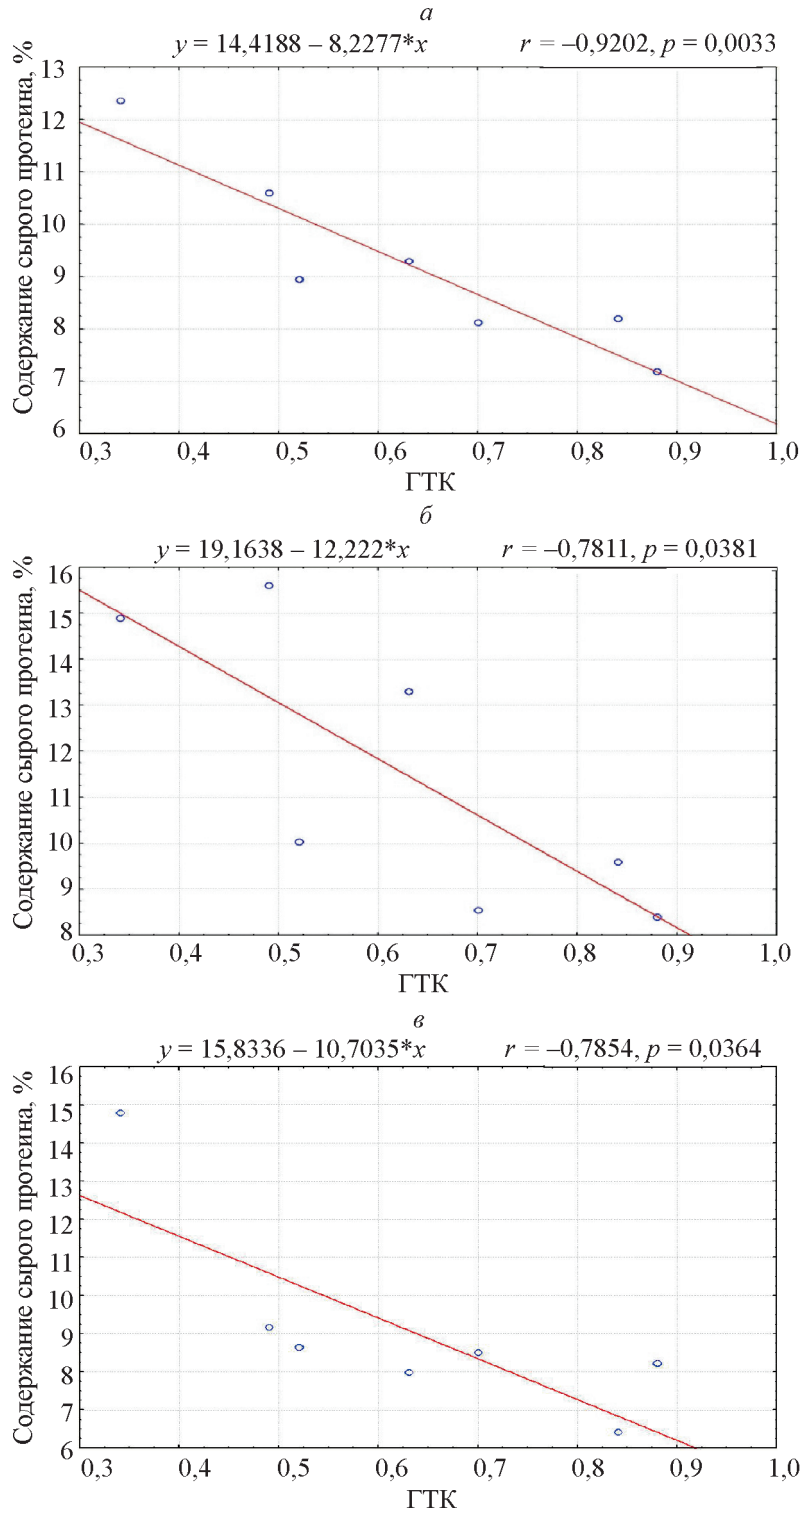 а
y = 14,4188 – 8,2277*x r = –0,9202, p = 0,0033
Содержание сырого протеина, %
13
12
11
10
9
8
7
6
0,3 0,4 0,5 0,6 0,7 0,8 0,9 1,0
ГТК
б
y = 19,1638 – 12,222*x r = –0,7811, p = 0,0381
Содержание сырого протеина, %
16
15
14
13
12
11
10
9
8
0,3 0,4 0,5 0,6 0,7 0,8 0,9 1,0
ГТК
в
y = 15,8336 – 10,7035*x r = –0,7854, p = 0,0364
Содержание сырого протеина, %
16
15
14
13
12
11
10
9
8
7
6
0,3 0,4 0,5 0,6 0,7 0,8 0,9 1,0
ГТК